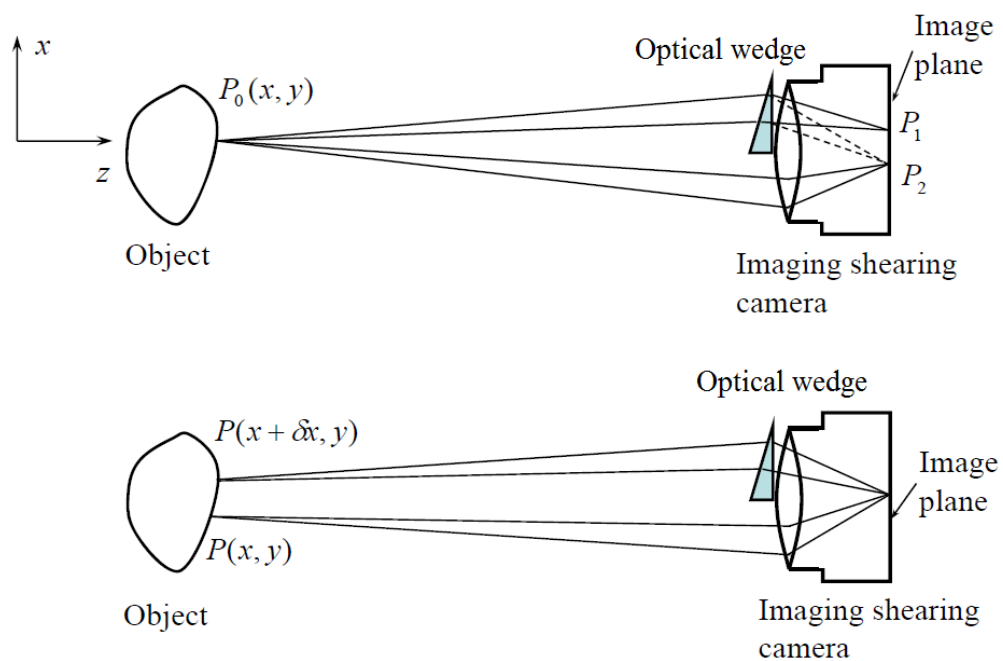 x
z
P₀(x, y)
Object
Optical wedge
Image
plane
P₁
P₂
Imaging shearing
camera
Optical wedge
P(x + δx, y)
P(x, y)
Object
Image
plane
Imaging shearing
camera